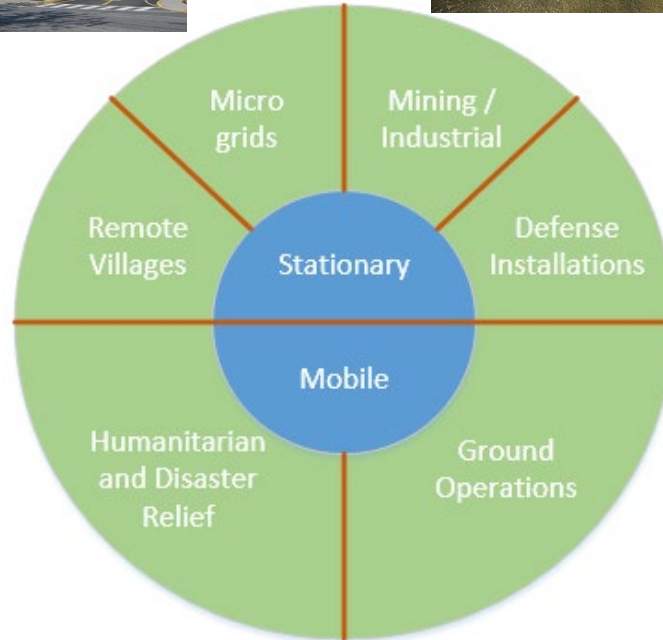 Micro
grids
Mining /
Industrial
Remote
Villages
Defense
Installations
Stationary
Mobile
Humanitarian
and Disaster
Relief
Ground
Operations